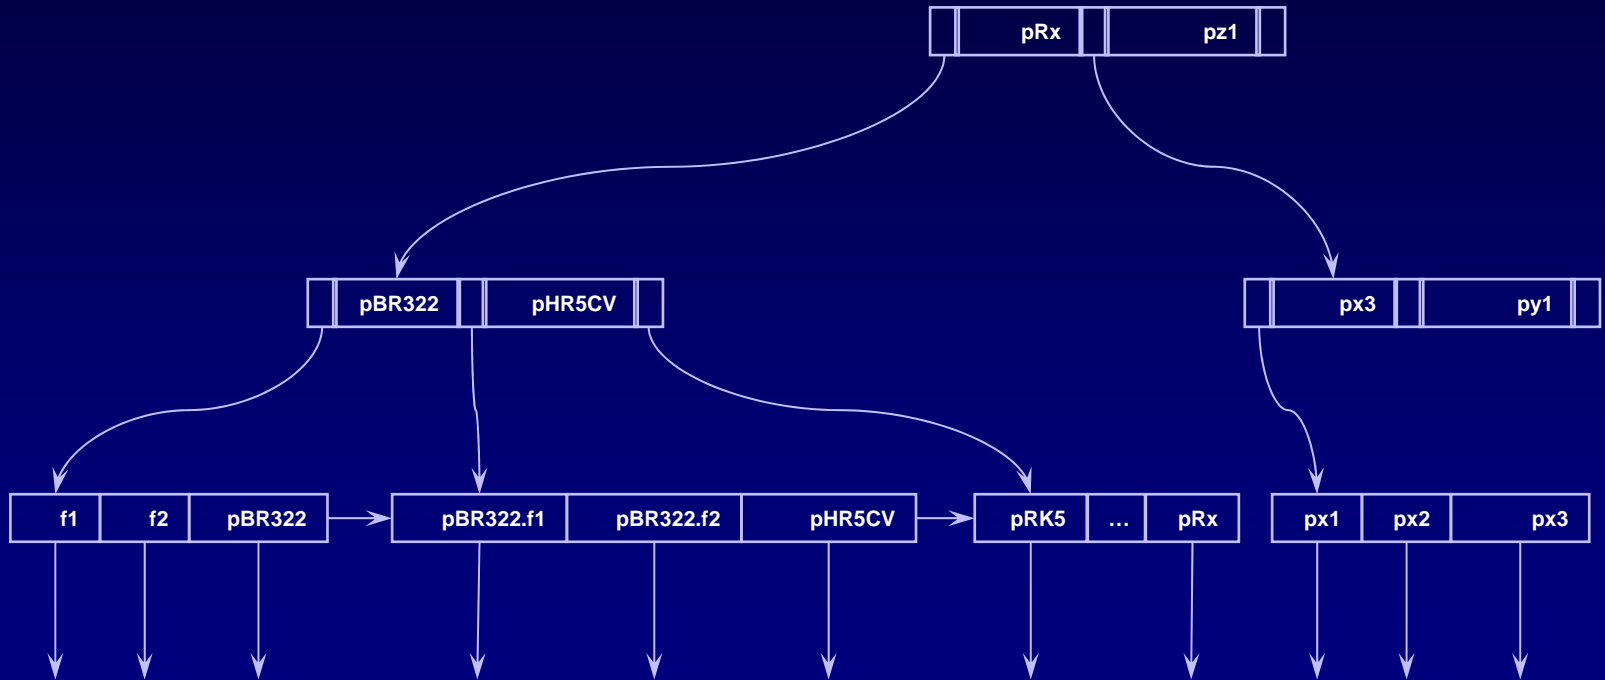 pRx pz1
pBR322 pHR5CV px3 py1
f1 f2 pBR322 pBR322.f1 pBR322.f2 pHR5CV pRK5 … pRx px1 px2 px3